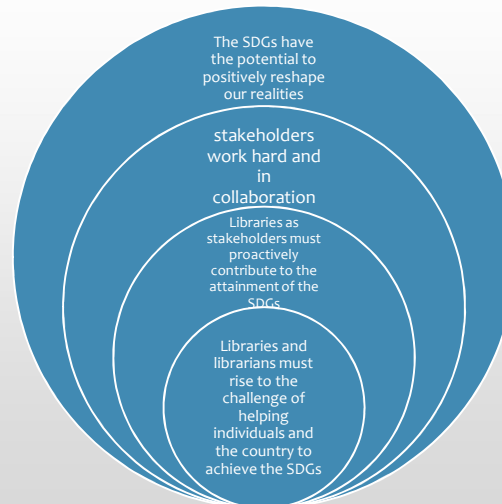 The SDGs have
the potential to
positively reshape
our realities
stakeholders
work hard and
in
collaboration
Libraries as
stakeholders must
proactively
contribute to the
attainment of the
SDGs
Libraries and
librarians must
rise to the
challenge of
helping
individuals and
the country to
achieve the SDGs